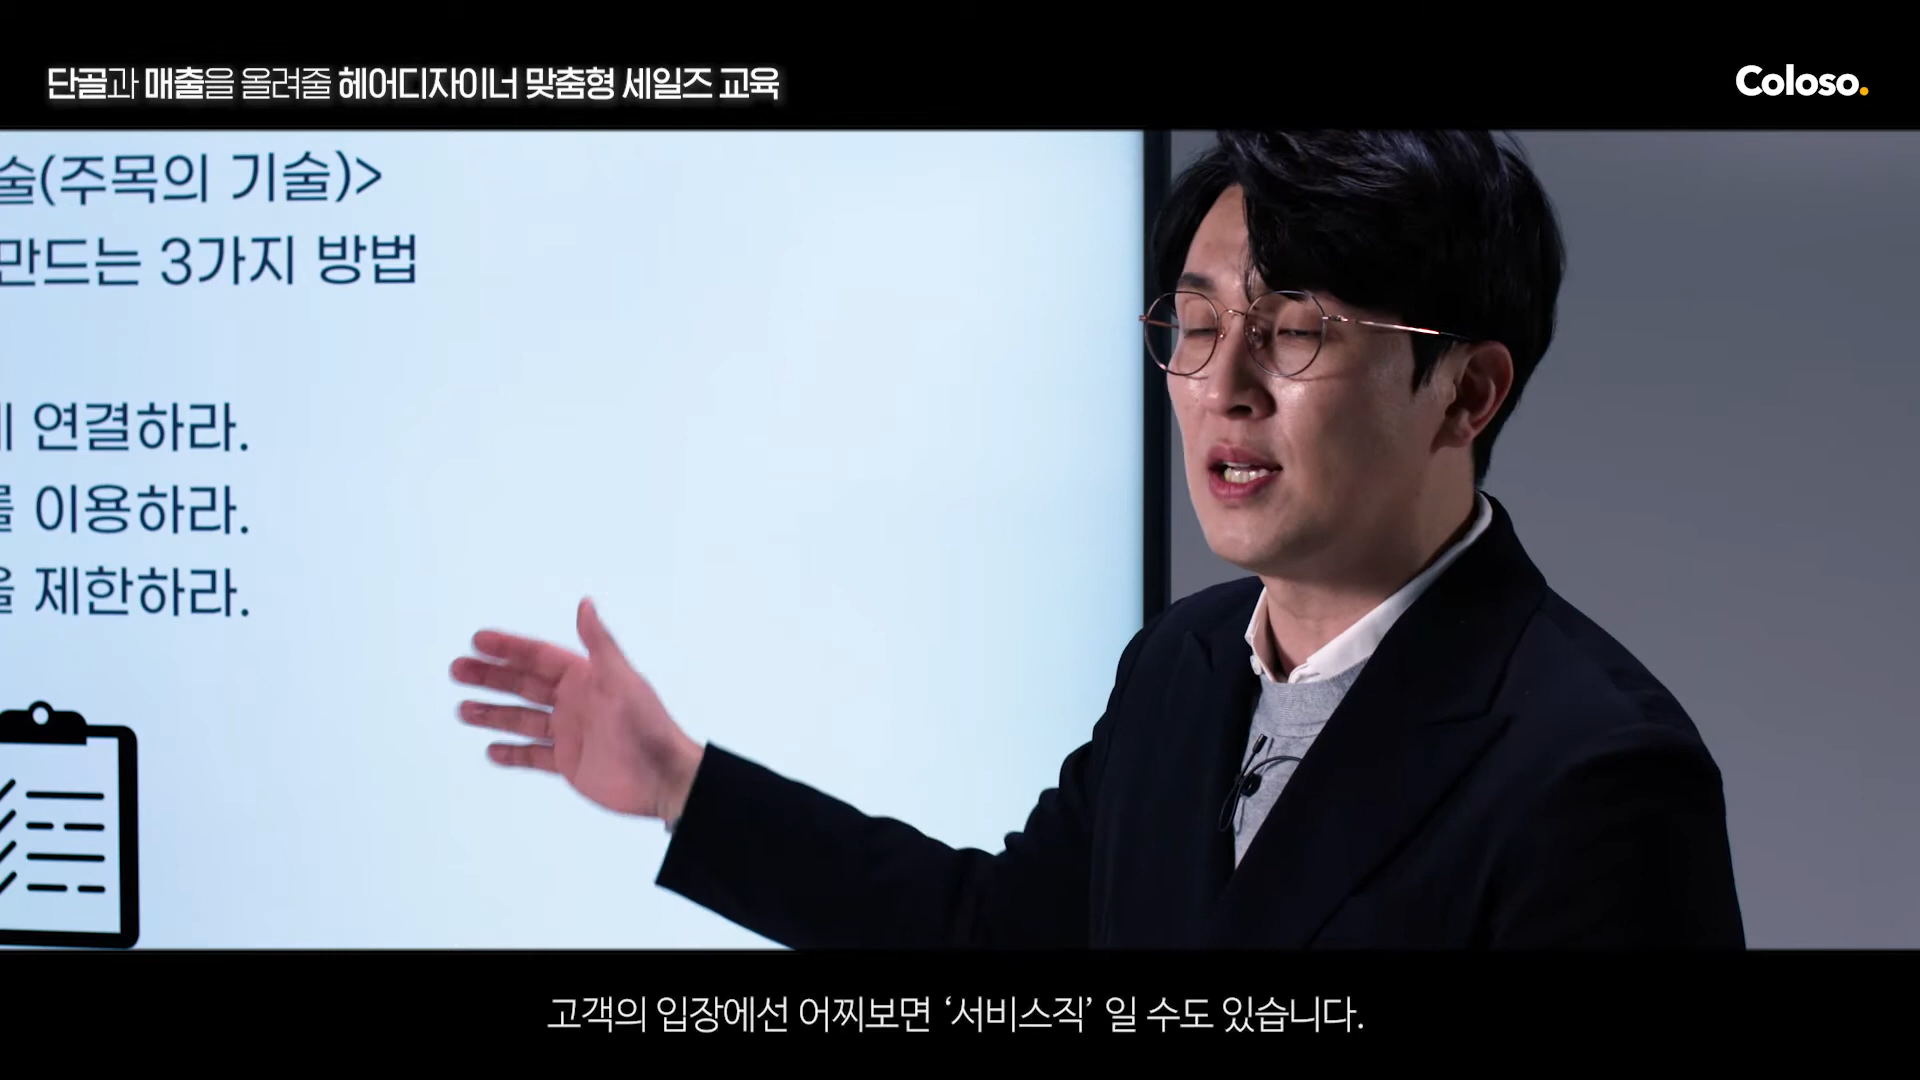 단골과 매출을 올려줄 헤어디자이너 맞춤형 세일즈 교육
Coloso.
술(주목의 기술)>
만드는 3가지 방법
연결하라.
이용하라.
제한하라.
고객의 입장에선 어찌보면 ‘서비스직’ 일 수도 있습니다.